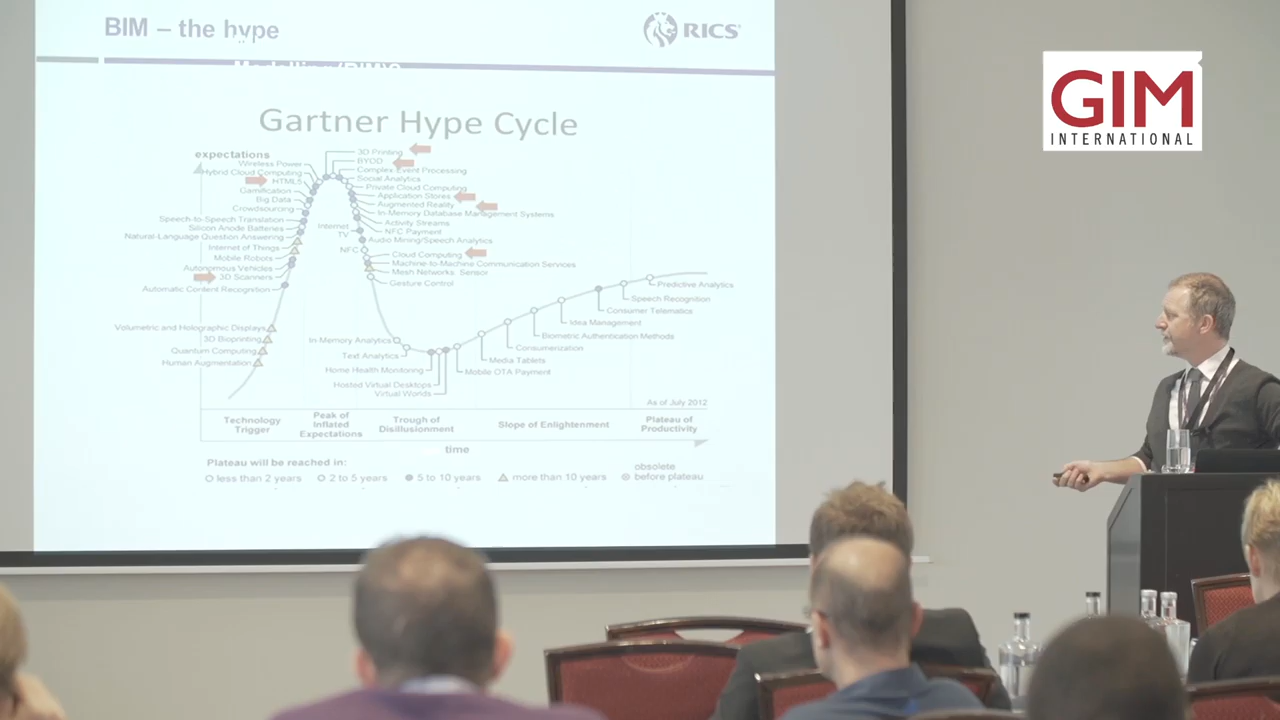 BIM – the hype
RICS
GIM
INTERNATIONAL
Gartner Hype Cycle
expectations
Wireless Power
Hybrid Cloud Computing
HTML5
Gamification
Big Data
Crowdsourcing
Speech-to-Speech Translation
Silicon Anode Batteries
Natural-Language Question Answering
Internet of Things
Mobile Robots
Autonomous Vehicles
3D Scanners
Automatic Content Recognition
Volumetric and Holographic Displays
3D Bioprinting
Quantum Computing
Human Augmentation
3D Printing
BYOD
Complex Event Processing
Social Analytics
Private Cloud Computing
Application Stores
Augmented Reality
In-Memory Database Management Systems
Activity Streams
NFC Payment
Internet
TV
Audio Mining/Speech Analytics
NFC
Cloud Computing
Machine-to-Machine Communication Services
Mesh Networks: Sensor
Gesture Control
In-Memory Analytics
Text Analytics
Home Health Monitoring
Hosted Virtual Desktops
Virtual Worlds
Predictive Analytics
Speech Recognition
Consumer Telematics
Idea Management
Biometric Authentication Methods
Consumerization
Media Tablets
Mobile OTA Payment
As of July 2012
Technology
Trigger
Peak of
Inflated
Expectations
Trough of
Disillusionment
Slope of Enlightenment
Plateau of
Productivity
time
Plateau will be reached in:
less than 2 years
2 to 5 years
5 to 10 years
more than 10 years
obsolete
before plateau